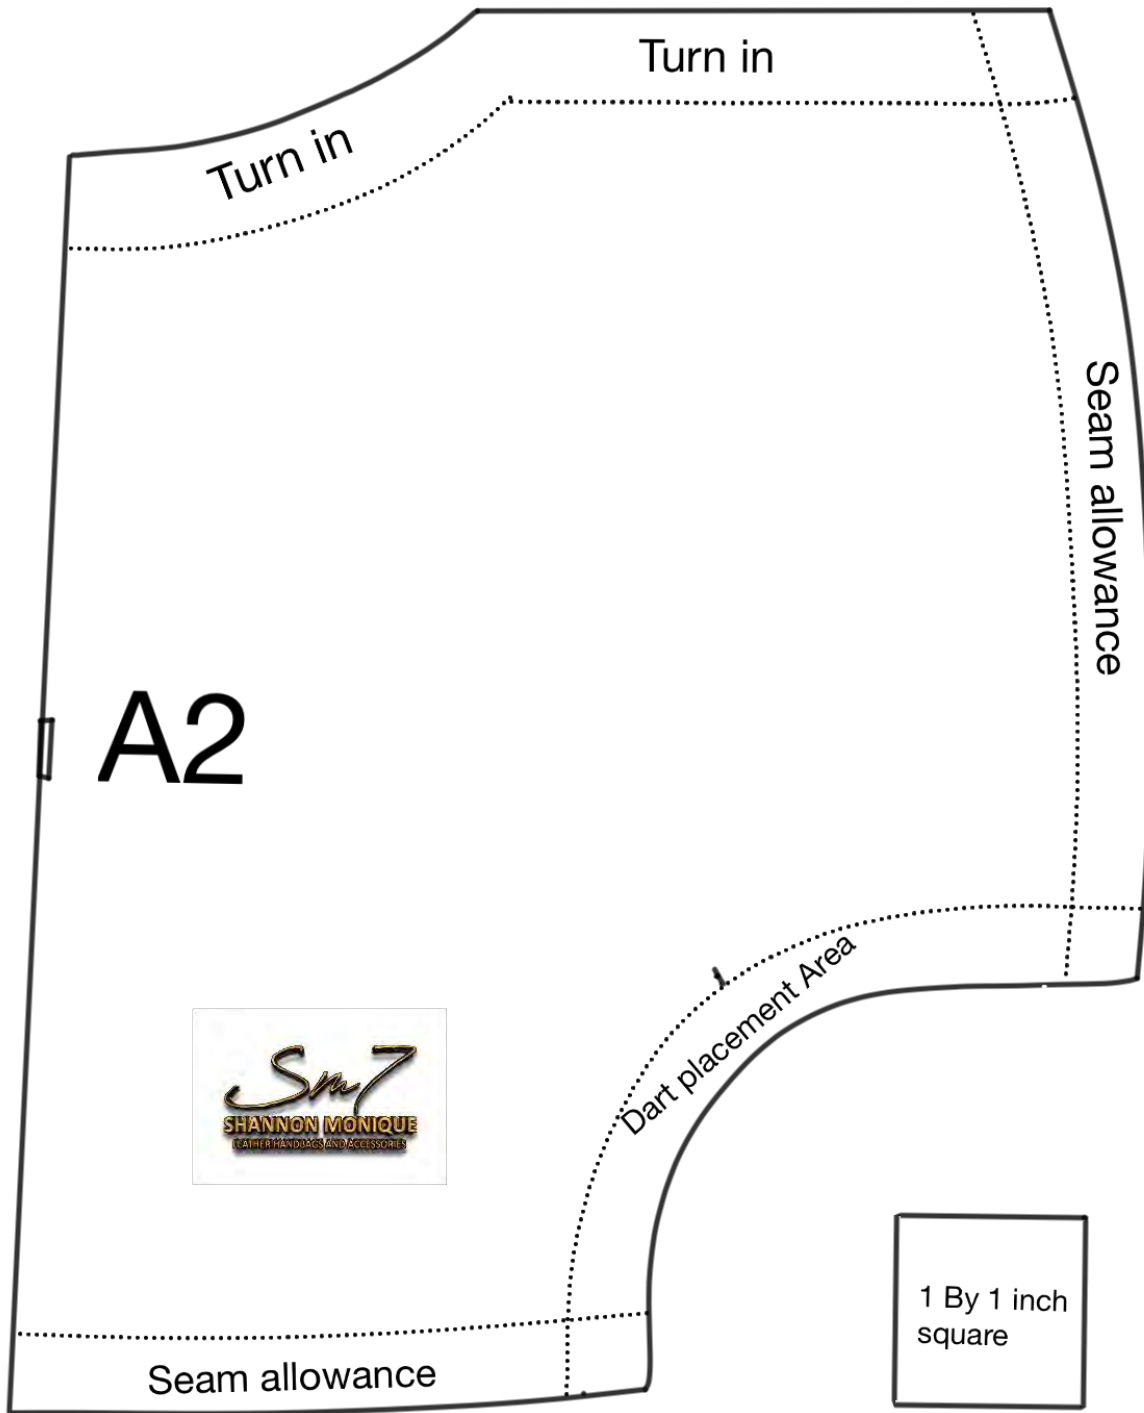 Turn in
Turn in
Seam allowance
A2
Dart placement Area
Sm7
SHANNON MONIQUE
LEATHER HANDBAGS AND ACCESSORIES
1 By 1 inch
square
Seam allowance